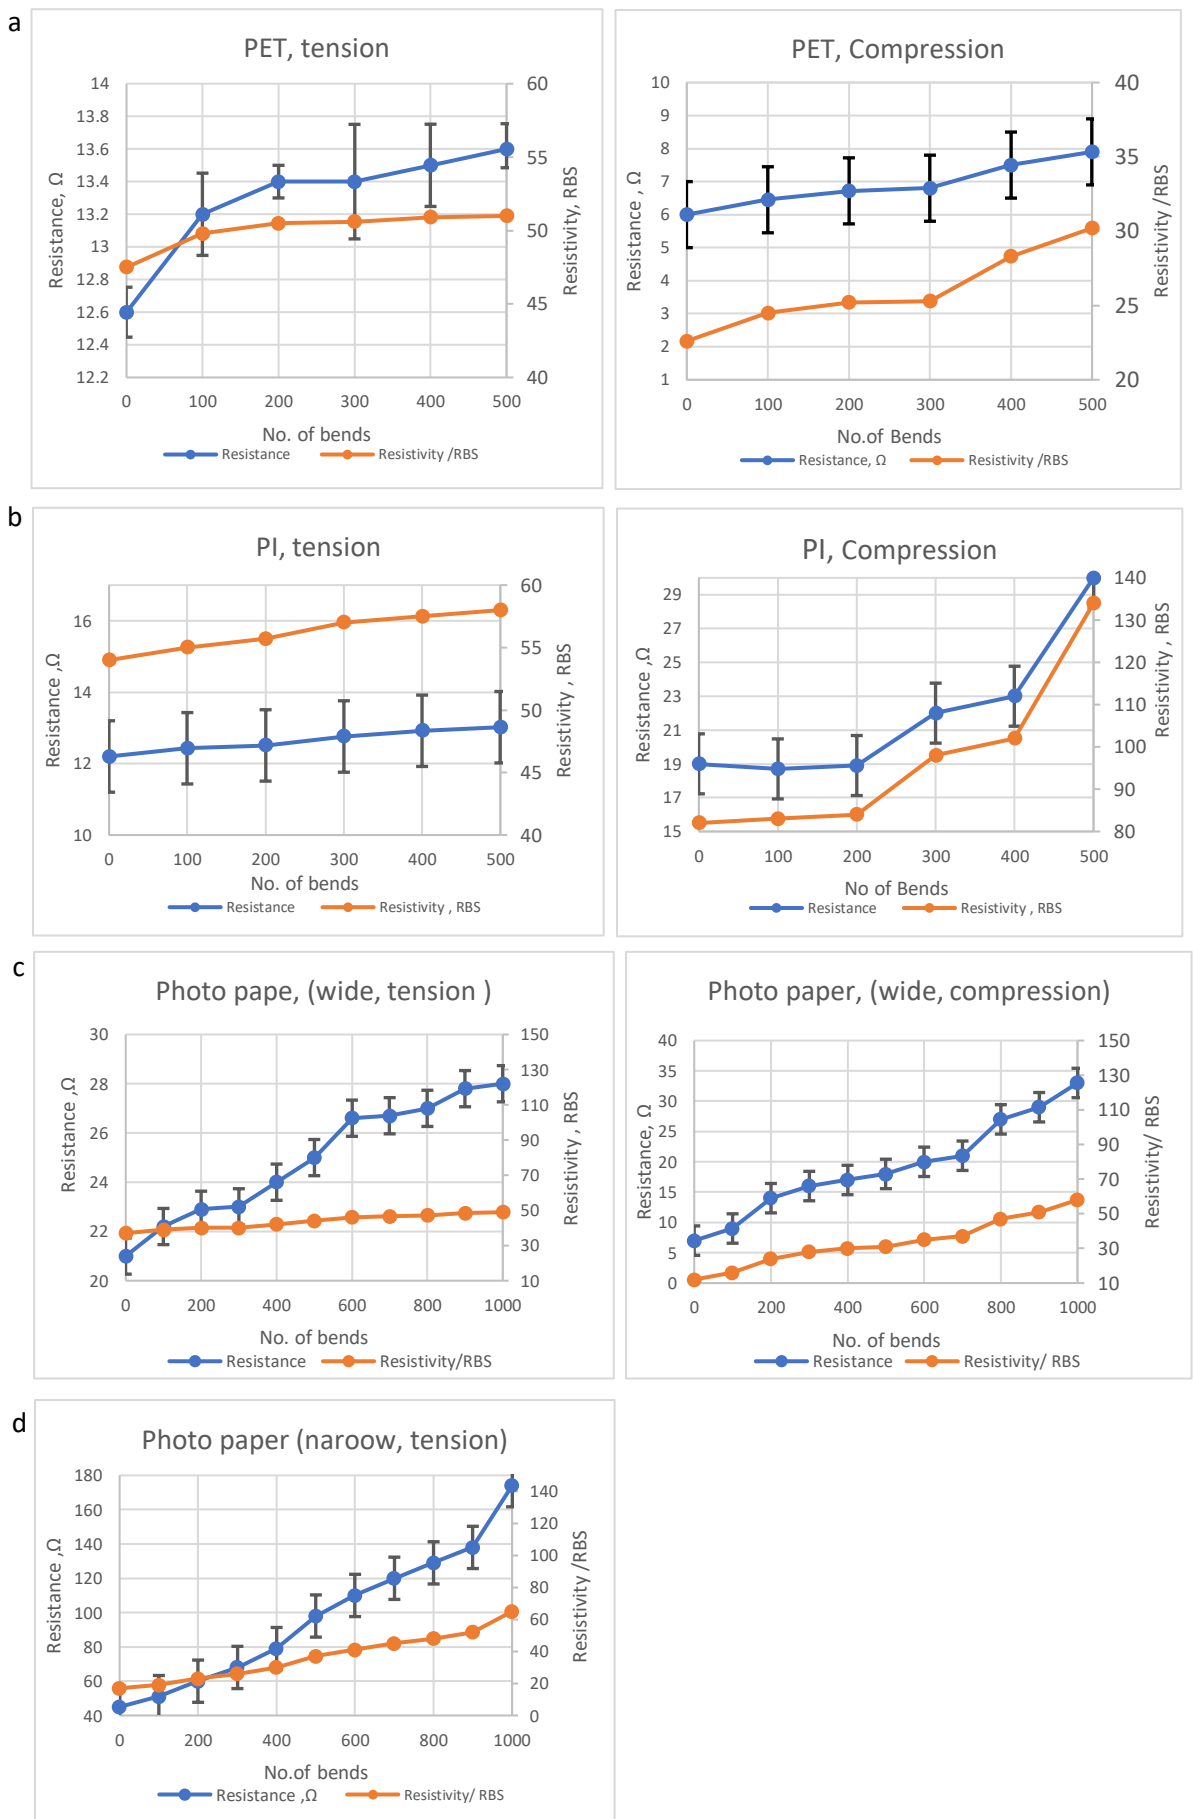 a
PET, tension
14
13.8
13.6
13.4
13.2
13
12.8
12.6
12.4
12.2
Resistance, Ω
60
55
50
45
40
Resistivity, RBS
0 100 200 300 400 500
No. of bends
Resistance Resistivity /RBS
PET, Compression
10
9
8
7
6
5
4
3
2
1
Resistance , Ω
40
35
30
25
20
Resistivity /RBS
0 100 200 300 400 500
No.of Bends
Resistance, Ω Resistivity /RBS
b
PI, tension
16
14
12
10
Resistance ,Ω
60
55
50
45
40
Resistivity , RBS
0 100 200 300 400 500
No. of bends
Resistance Resistivity , RBS
PI, Compression
29
27
25
23
21
19
17
15
Resistance ,Ω
140
130
120
110
100
90
80
Resistivity , RBS
0 100 200 300 400 500
No of Bends
Resistance Resistivity , RBS
c
Photo pape, (wide, tension )
30
28
26
24
22
20
Resistance ,Ω
150
130
110
90
70
50
30
10
Resistivity , RBS
0 200 400 600 800 1000
No. of bends
Resistance Resistivity/RBS
Photo paper, (wide, compression)
40
35
30
25
20
15
10
5
0
Resistance, Ω
150
130
110
90
70
50
30
10
Resistivity/ RBS
0 200 400 600 800 1000
No. of bends
Resistance Resistivity/ RBS
d
Photo paper (naroow, tension)
180
160
140
120
100
80
60
40
Resistance ,Ω
140
120
100
80
60
40
20
0
Resistivity /RBS
0 200 400 600 800 1000
No.of bends
Resistance ,Ω Resistivity/ RBS